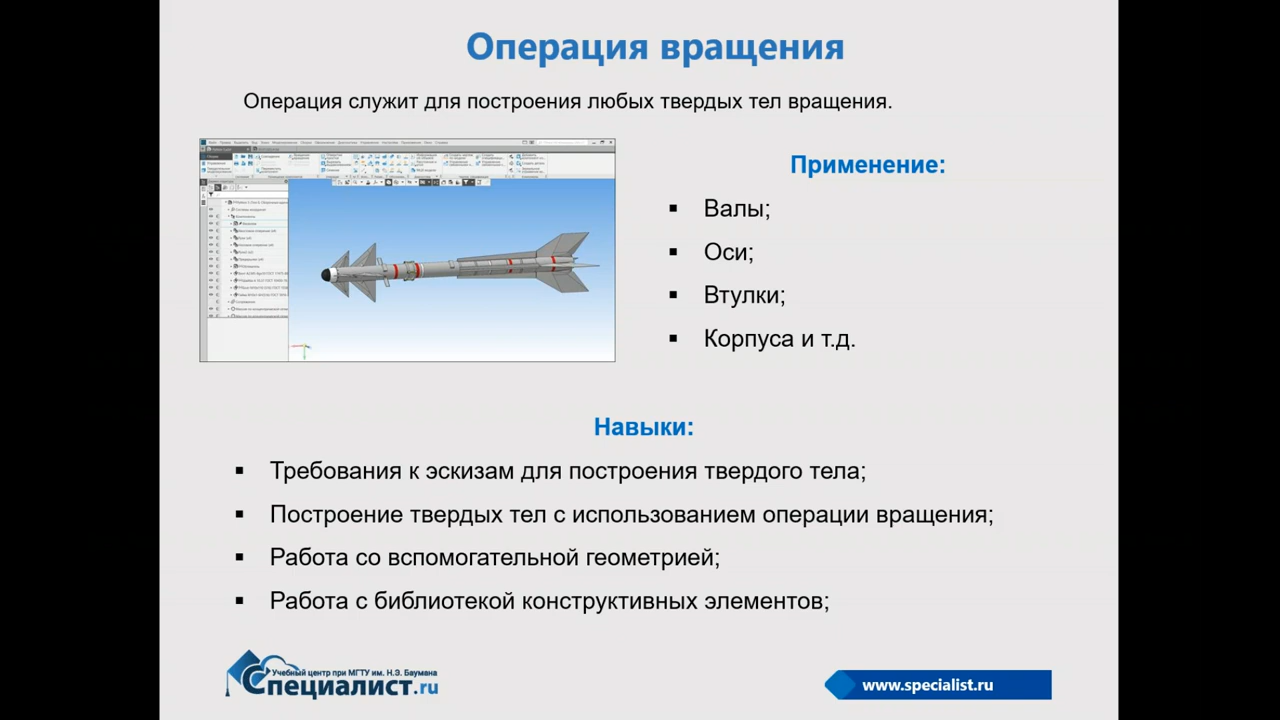 Операция вращения
Операция служит для построения любых твердых тел вращения.
Применение:
▪ Валы;
▪ Оси;
▪ Втулки;
▪ Корпуса и т.д.
Навыки:
▪ Требования к эскизам для построения твердого тела;
▪ Построение твердых тел с использованием операции вращения;
▪ Работа со вспомогательной геометрией;
▪ Работа с библиотекой конструктивных элементов;
Учебный центр при МГТУ им. Н.Э. Баумана
Специалист.ru
www.specialist.ru